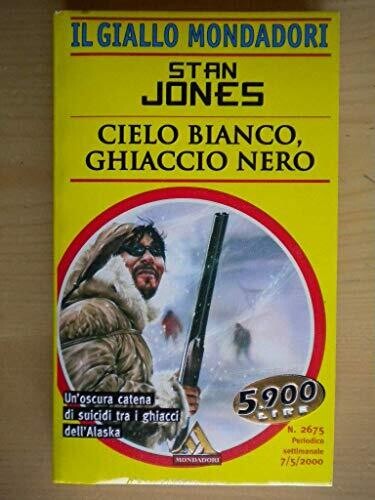 IL GIALLO MONDADORI
STAN
JONES
CIELO BIANCO,
GHIACCIO NERO
Un'oscura catena
di suicidi tra i ghiacci
dell'Alaska
5.900
LIRE
N. 2675
Periodico
settimanale
7/5/2000
MONDADORI